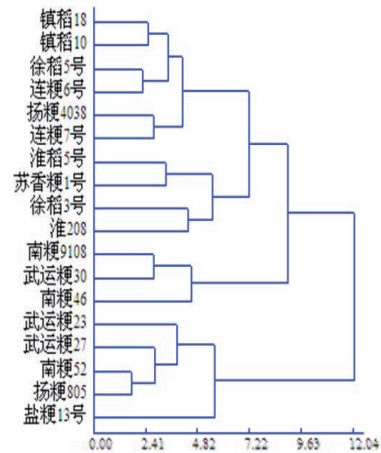 镇稻18
镇稻10
徐稻5号
连粳6号
扬粳4038
连粳7号
淮稻5号
苏香粳1号
徐稻3号
淮208
南粳9108
武运粳30
南粳46
武运粳23
武运粳27
南粳52
扬粳805
盐粳13号
0.00 2.41 4.82 7.22 9.63 12.04